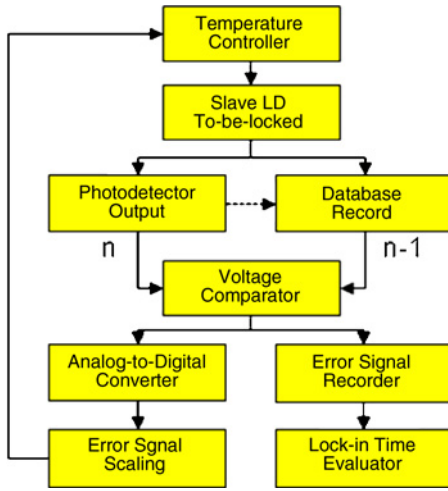 Temperature
Controller
Slave LD
To-be-locked
Photodetector
Output
Database
Record
n
n-1
Voltage
Comparator
Analog-to-Digital
Converter
Error Signal
Recorder
Error Sgnal
Scaling
Lock-in Time
Evaluator